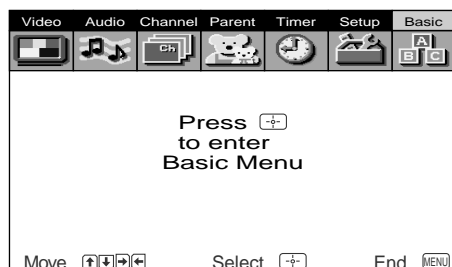 Video Audio Channel Parent Timer Setup Basic
Ch A B C
Press
to enter
Basic Menu
Move Select End MENU